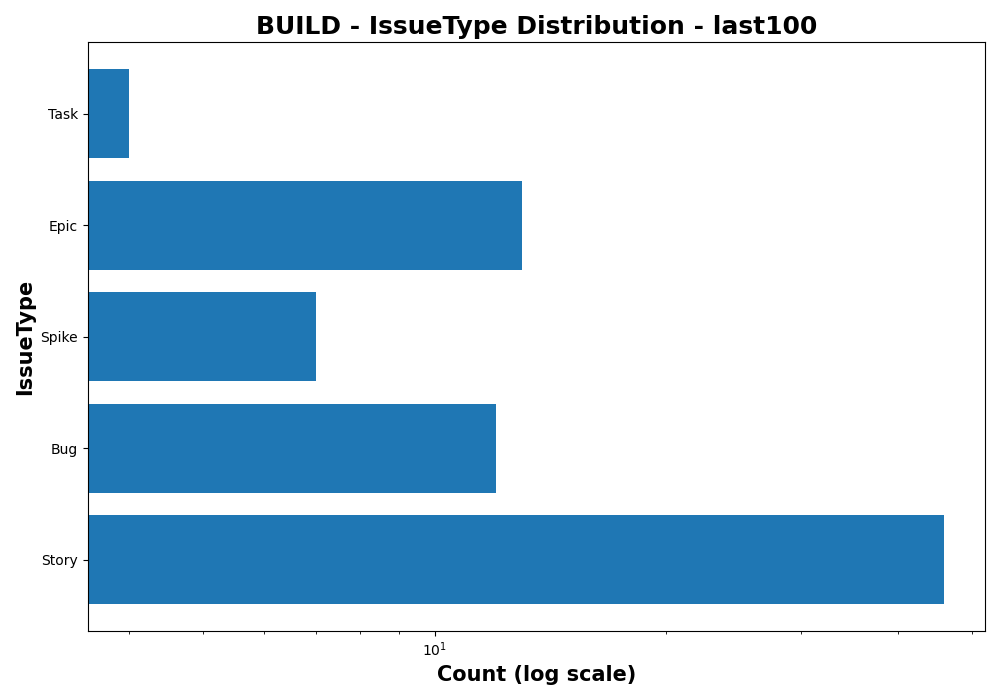 BUILD - IssueType Distribution - last100
Task
Epic
Spike
Bug
Story
IssueType
10¹
Count (log scale)